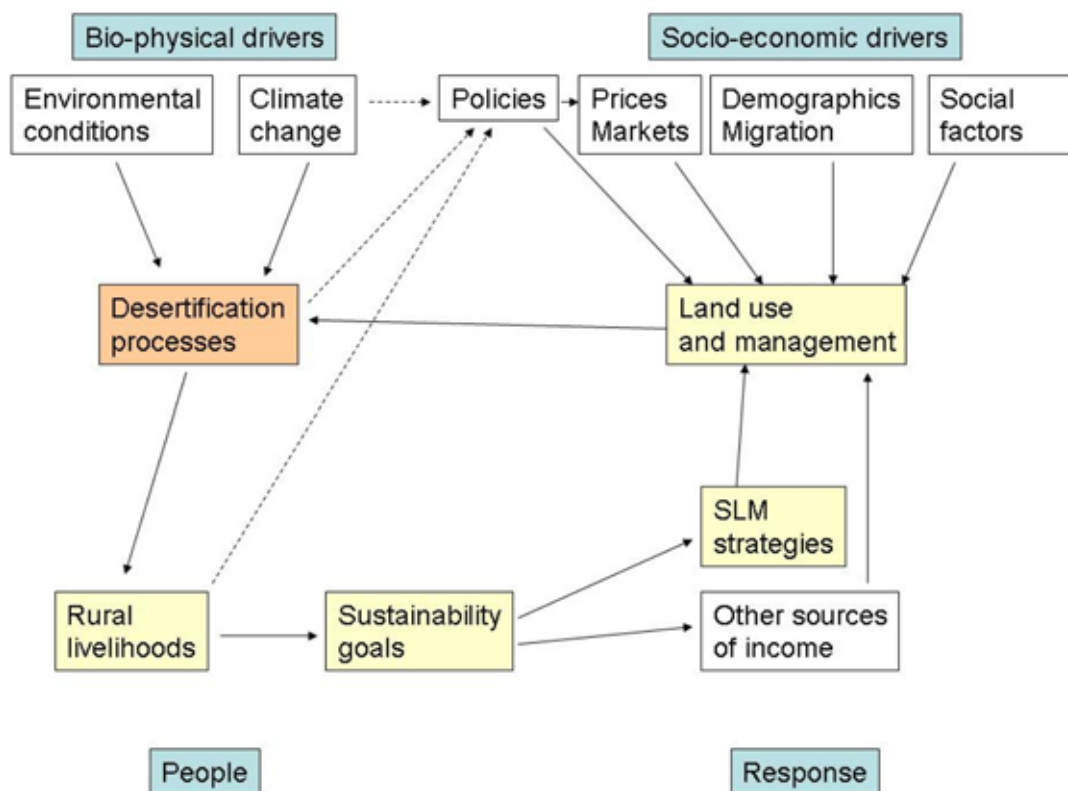 Bio-physical drivers
Socio-economic drivers
Environmental
conditions
Climate
change
Policies
Prices
Markets
Demographics
Migration
Social
factors
Desertification
processes
Land use
and management
SLM
strategies
Rural
livelihoods
Sustainability
goals
Other sources
of income
People
Response